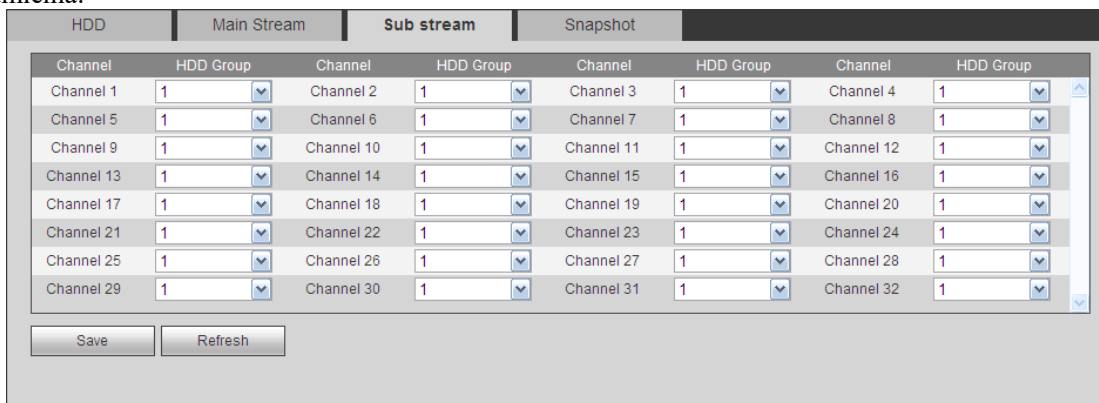 HDD Main Stream Sub stream Snapshot
Channel HDD Group Channel HDD Group Channel HDD Group Channel HDD Group
Channel 1 1 Channel 2 1 Channel 3 1 Channel 4 1
Channel 5 1 Channel 6 1 Channel 7 1 Channel 8 1
Channel 9 1 Channel 10 1 Channel 11 1 Channel 12 1
Channel 13 1 Channel 14 1 Channel 15 1 Channel 16 1
Channel 17 1 Channel 18 1 Channel 19 1 Channel 20 1
Channel 21 1 Channel 22 1 Channel 23 1 Channel 24 1
Channel 25 1 Channel 26 1 Channel 27 1 Channel 28 1
Channel 29 1 Channel 30 1 Channel 31 1 Channel 32 1
Save Refresh